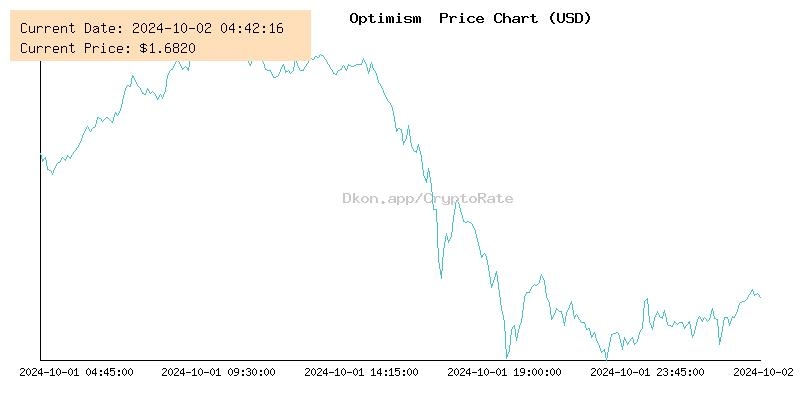 Optimism  Price Chart (USD)
Current Date: 2024-10-02 04:42:16
Current Price: $1.6820
Dkon.app/CryptoRate
2024-10-01 04:45:00 2024-10-01 09:30:00 2024-10-01 14:15:00 2024-10-01 19:00:00 2024-10-01 23:45:00 2024-10-02